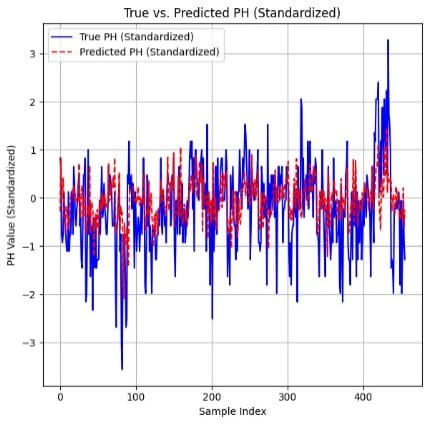 True vs. Predicted PH (Standardized)
True PH (Standardized)
Predicted PH (Standardized)
PH Value (Standardized)
3
2
1
0
−1
−2
−3
0 100 200 300 400
Sample Index